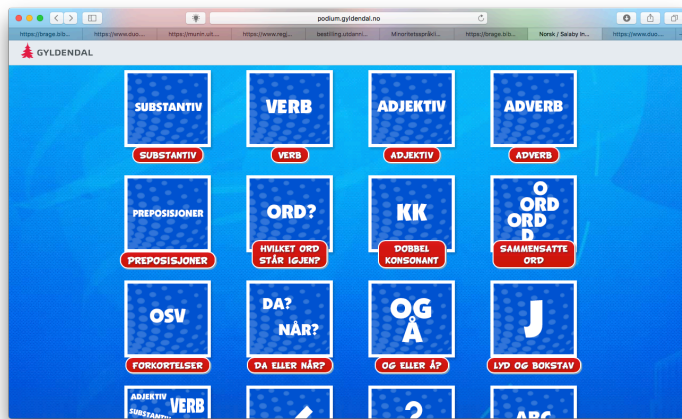 podium.gyldendal.no
https://brage.bib...
https://www.duo....
https://munin.uit....
https://www.regj...
bestilling.utdanni...
Minoritetsspråkl...
https://brage.bib...
Norsk / Salaby In...
https://www.duo....
GYLDENDAL
SUBSTANTIV
VERB
ADJEKTIV
ADVERB
SUBSTANTIV
VERB
ADJEKTIV
ADVERB
PREPOSISJONER
ORD?
KK
O
ORD
ORD
D
PREPOSISJONER
HVILKET ORD
STÅR IGJEN?
DOBBEL
KONSONANT
SAMMENSATTE
ORD
OSV
DA?
NÅR?
OG
Å
J
FORKORTELSER
DA ELLER NÅR?
OG ELLER Å?
LYD OG BOKSTAV
ADJEKTIV
VERB
SUBSTANTIV
?
ABC